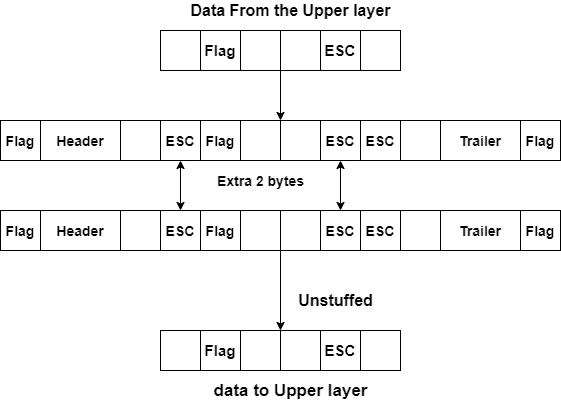 Data From the Upper layer
Flag ESC
Flag Header ESC Flag ESC ESC Trailer Flag
Extra 2 bytes
Flag Header ESC Flag ESC ESC Trailer Flag
Unstuffed
Flag ESC
data to Upper layer